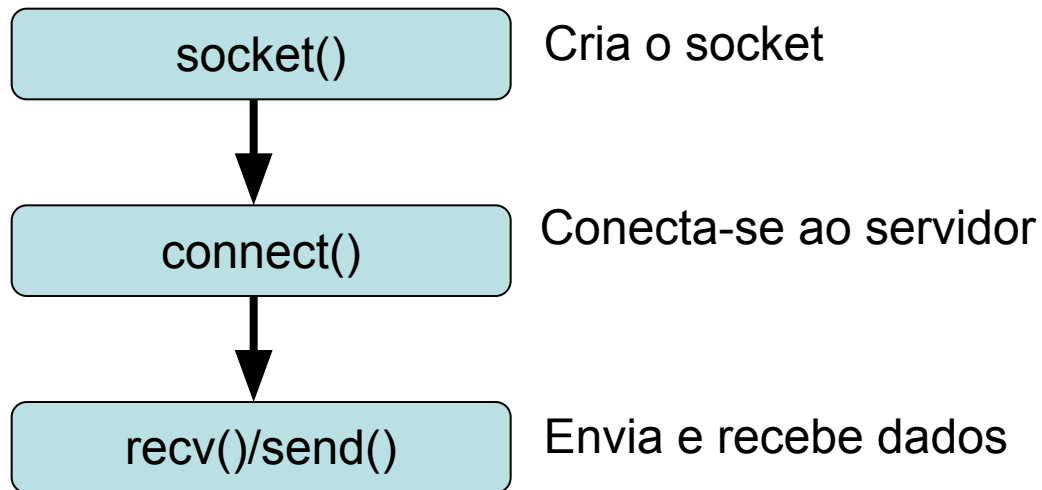 socket()
Cria o socket
connect()
Conecta-se ao servidor
recv()/send()
Envia e recebe dados